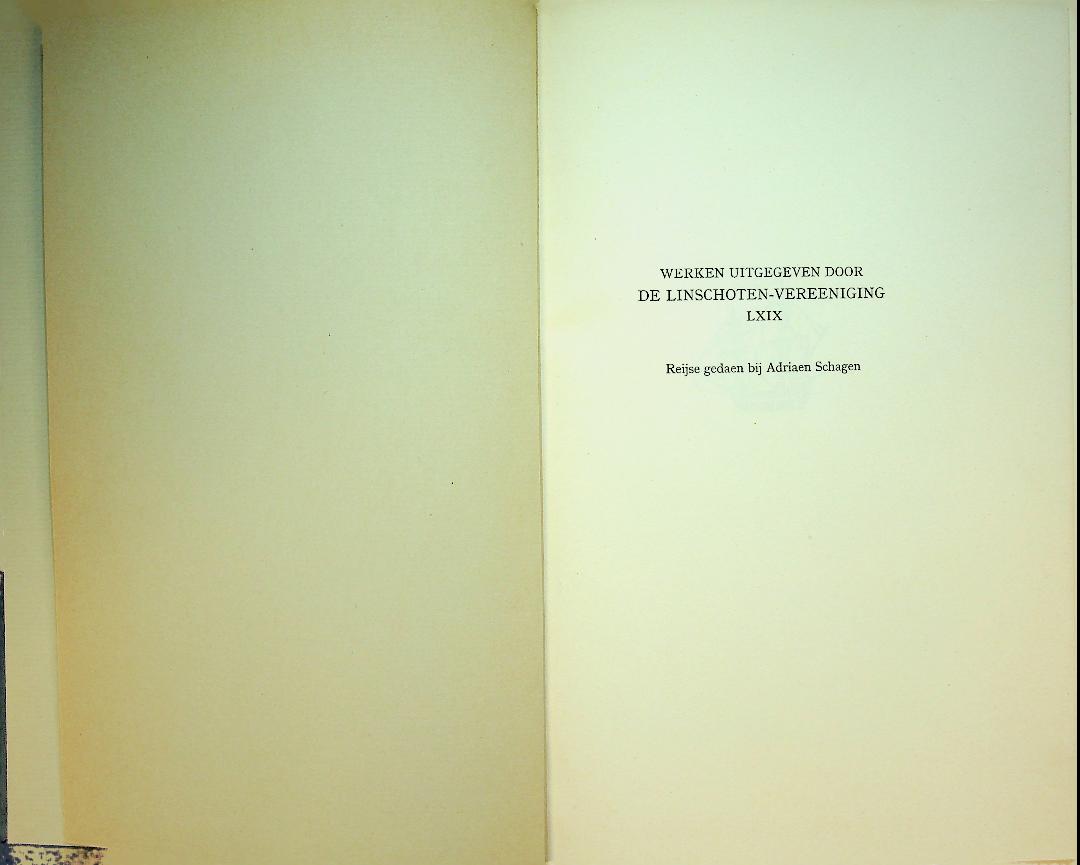 WERKEN UITGEGEVEN DOOR
DE LINSCHOTEN-VEREENIGING
LXIX
Reijse gedaen bij Adriaen Schagen